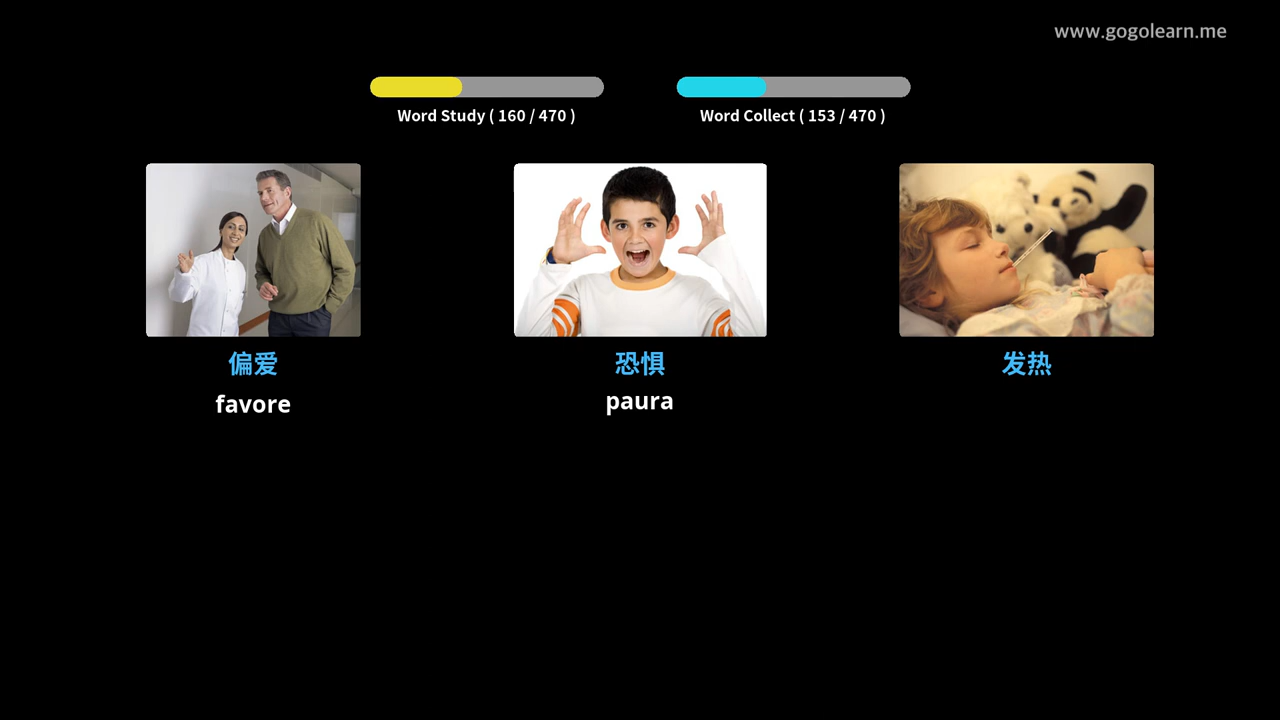 www.gogolearn.me
Word Study ( 160 / 470 )
Word Collect ( 153 / 470 )
偏爱
恐惧
发热
favore
paura